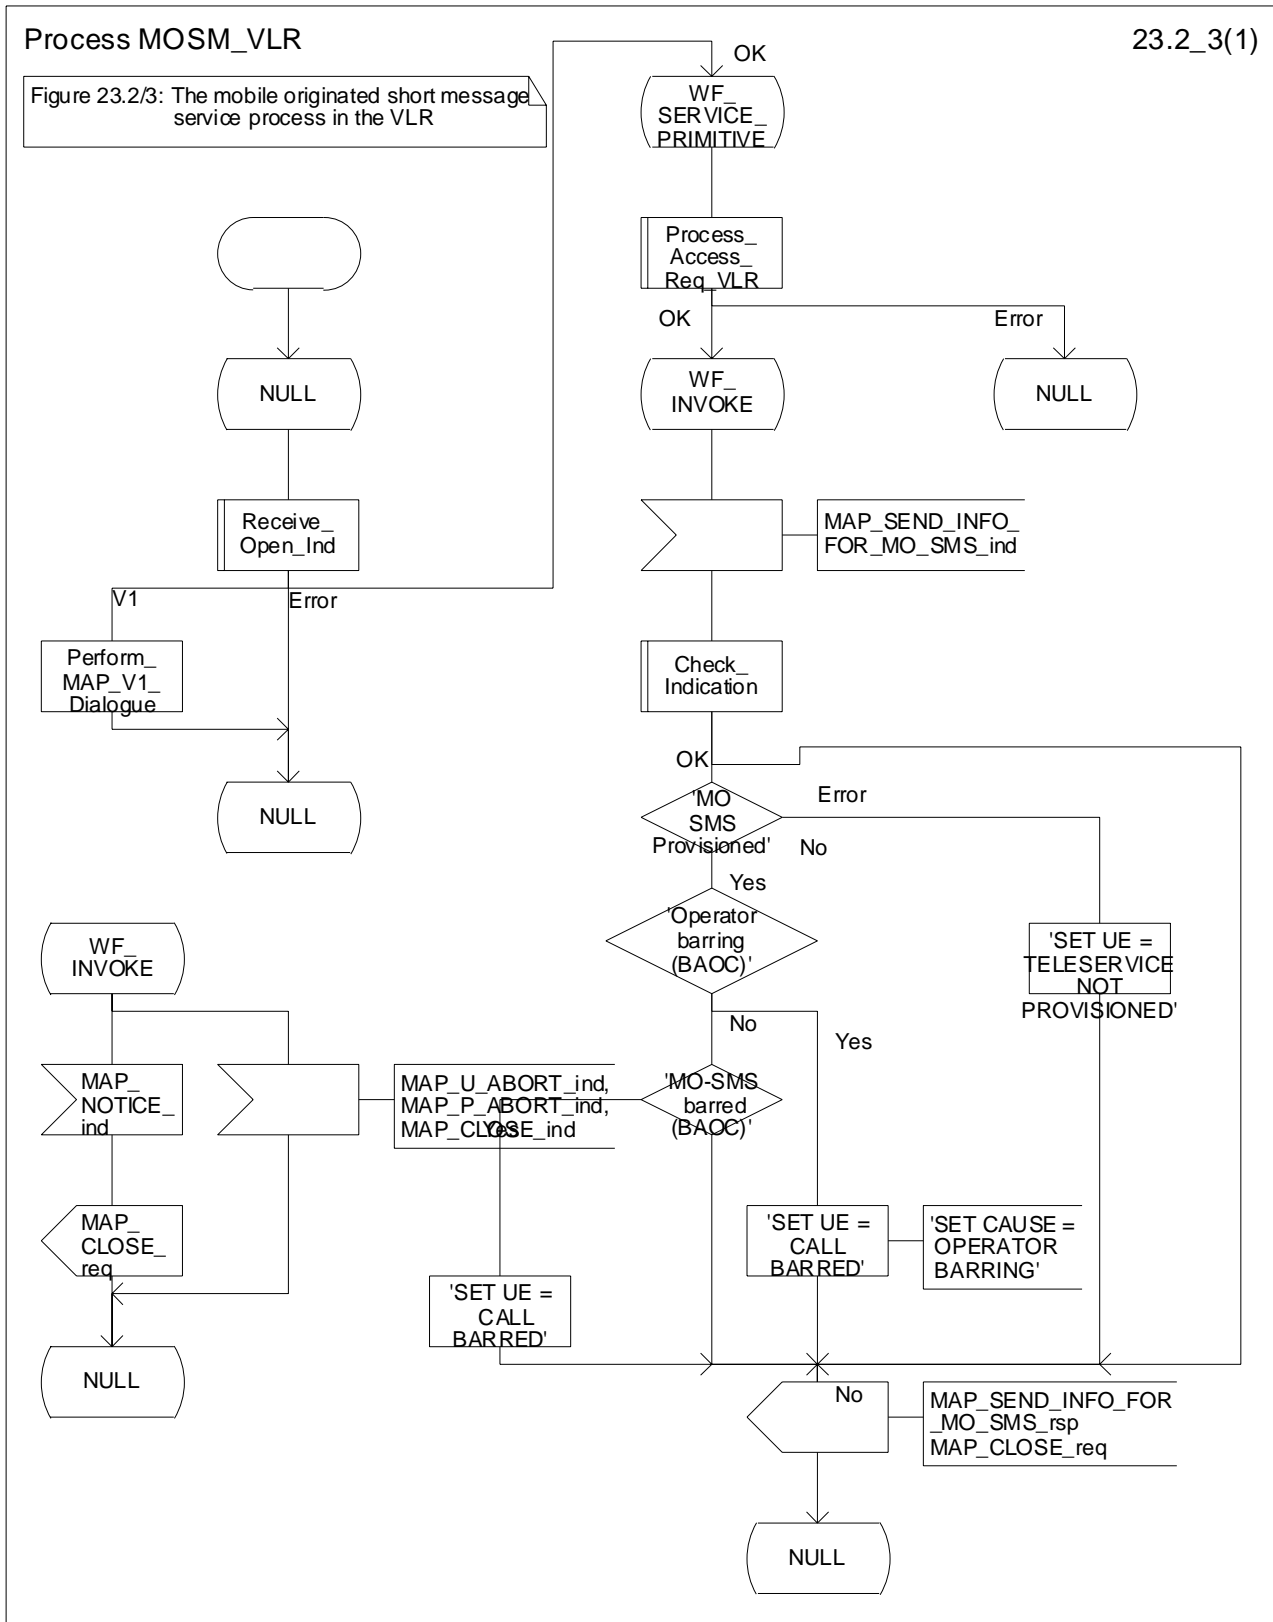 Process MOSM_VLR
23.2_3(1)
Figure 23.2/3: The mobile originated short message
service process in the VLR
OK
WF_
SERVICE_
PRIMITIVE
Process_
Access_
Req_VLR
OK
Error
NULL
WF_
INVOKE
NULL
Receive_
Open_Ind
MAP_SEND_INFO_
FOR_MO_SMS_ind
V1
Error
Perform_
MAP_V1_
Dialogue
Check_
Indication
OK
NULL
'MO
SMS
Provisioned'
Error
No
Yes
WF_
INVOKE
'Operator
barring
(BAOC)'
'SET UE =
TELESERVICE
NOT
PROVISIONED'
No
Yes
MAP_
NOTICE_
ind
MAP_U_ABORT_ind,
MAP_P_ABORT_ind,
MAP_CLOSE_ind
Yes
'MO-SMS
barred
(BAOC)'
MAP_
CLOSE_
req
'SET UE =
CALL
BARRED'
'SET CAUSE =
OPERATOR
BARRING'
'SET UE =
CALL
BARRED'
NULL
No
MAP_SEND_INFO_FOR
_MO_SMS_rsp
MAP_CLOSE_req
NULL